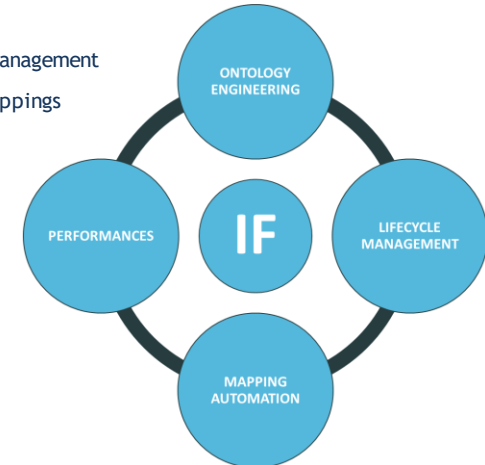 anagement
ppings
ONTOLOGY
ENGINEERING
PERFORMANCES
IF
LIFECYCLE
MANAGEMENT
MAPPING
AUTOMATION